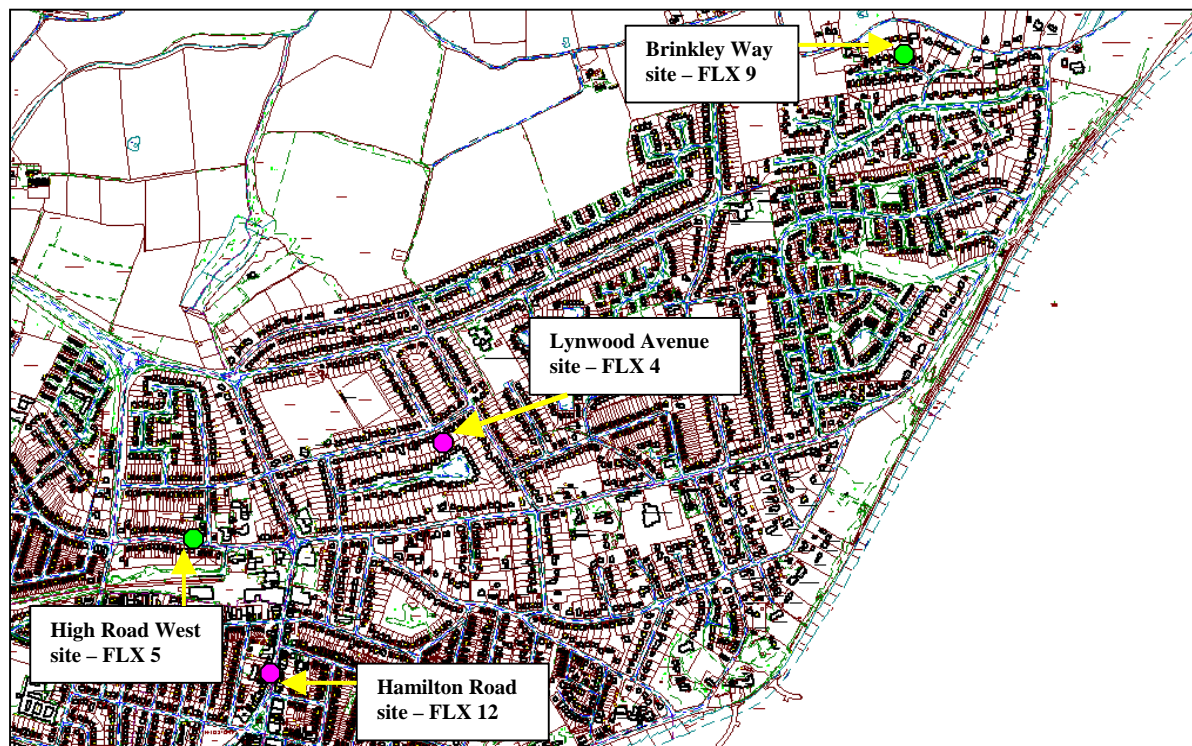 Brinkley Way
site – FLX 9
Lynwood Avenue
site – FLX 4
High Road West
site – FLX 5
Hamilton Road
site – FLX 12